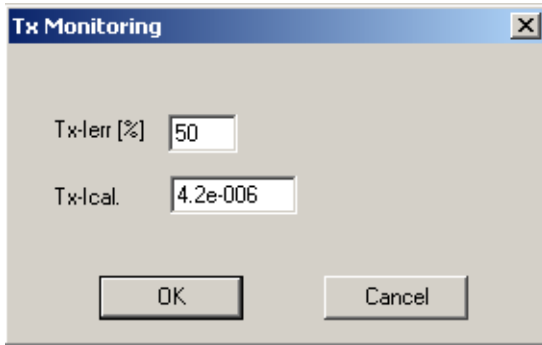 Tx Monitoring
Tx-Ierr [%] 50
Tx-Ical. 4.2e-006
OK Cancel